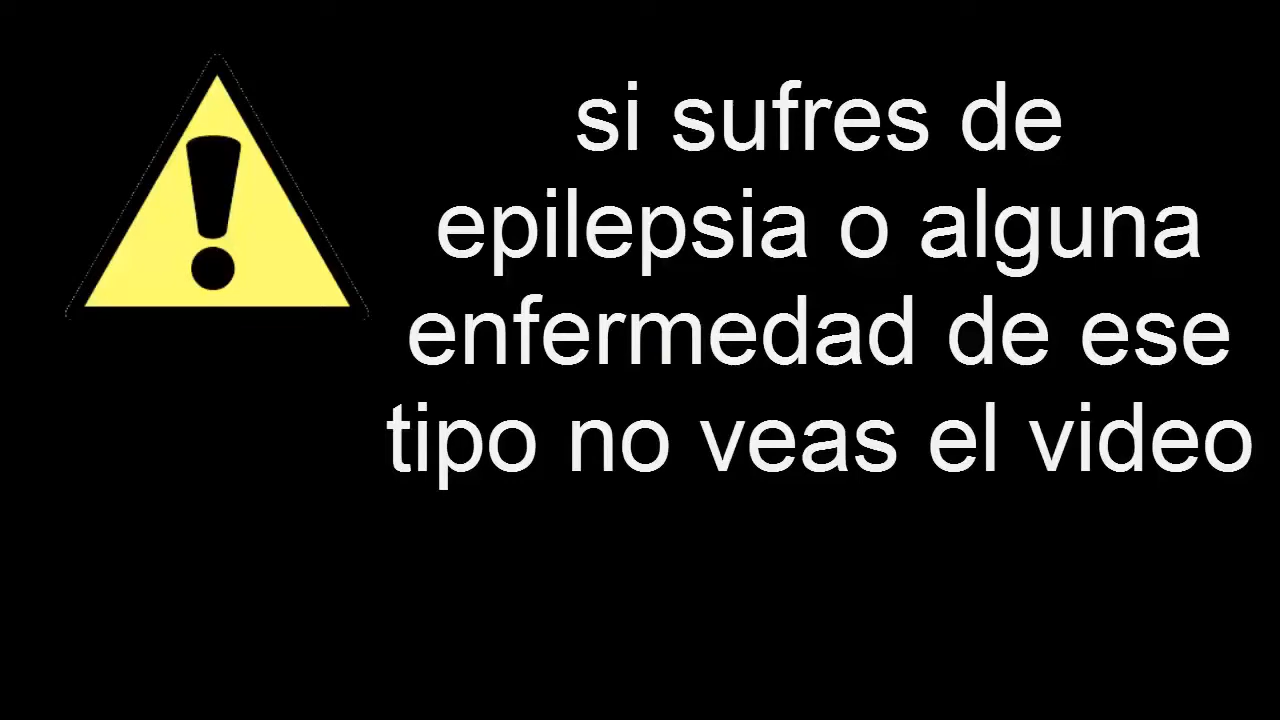 si sufres de
epilepsia o alguna
enfermedad de ese
tipo no veas el video